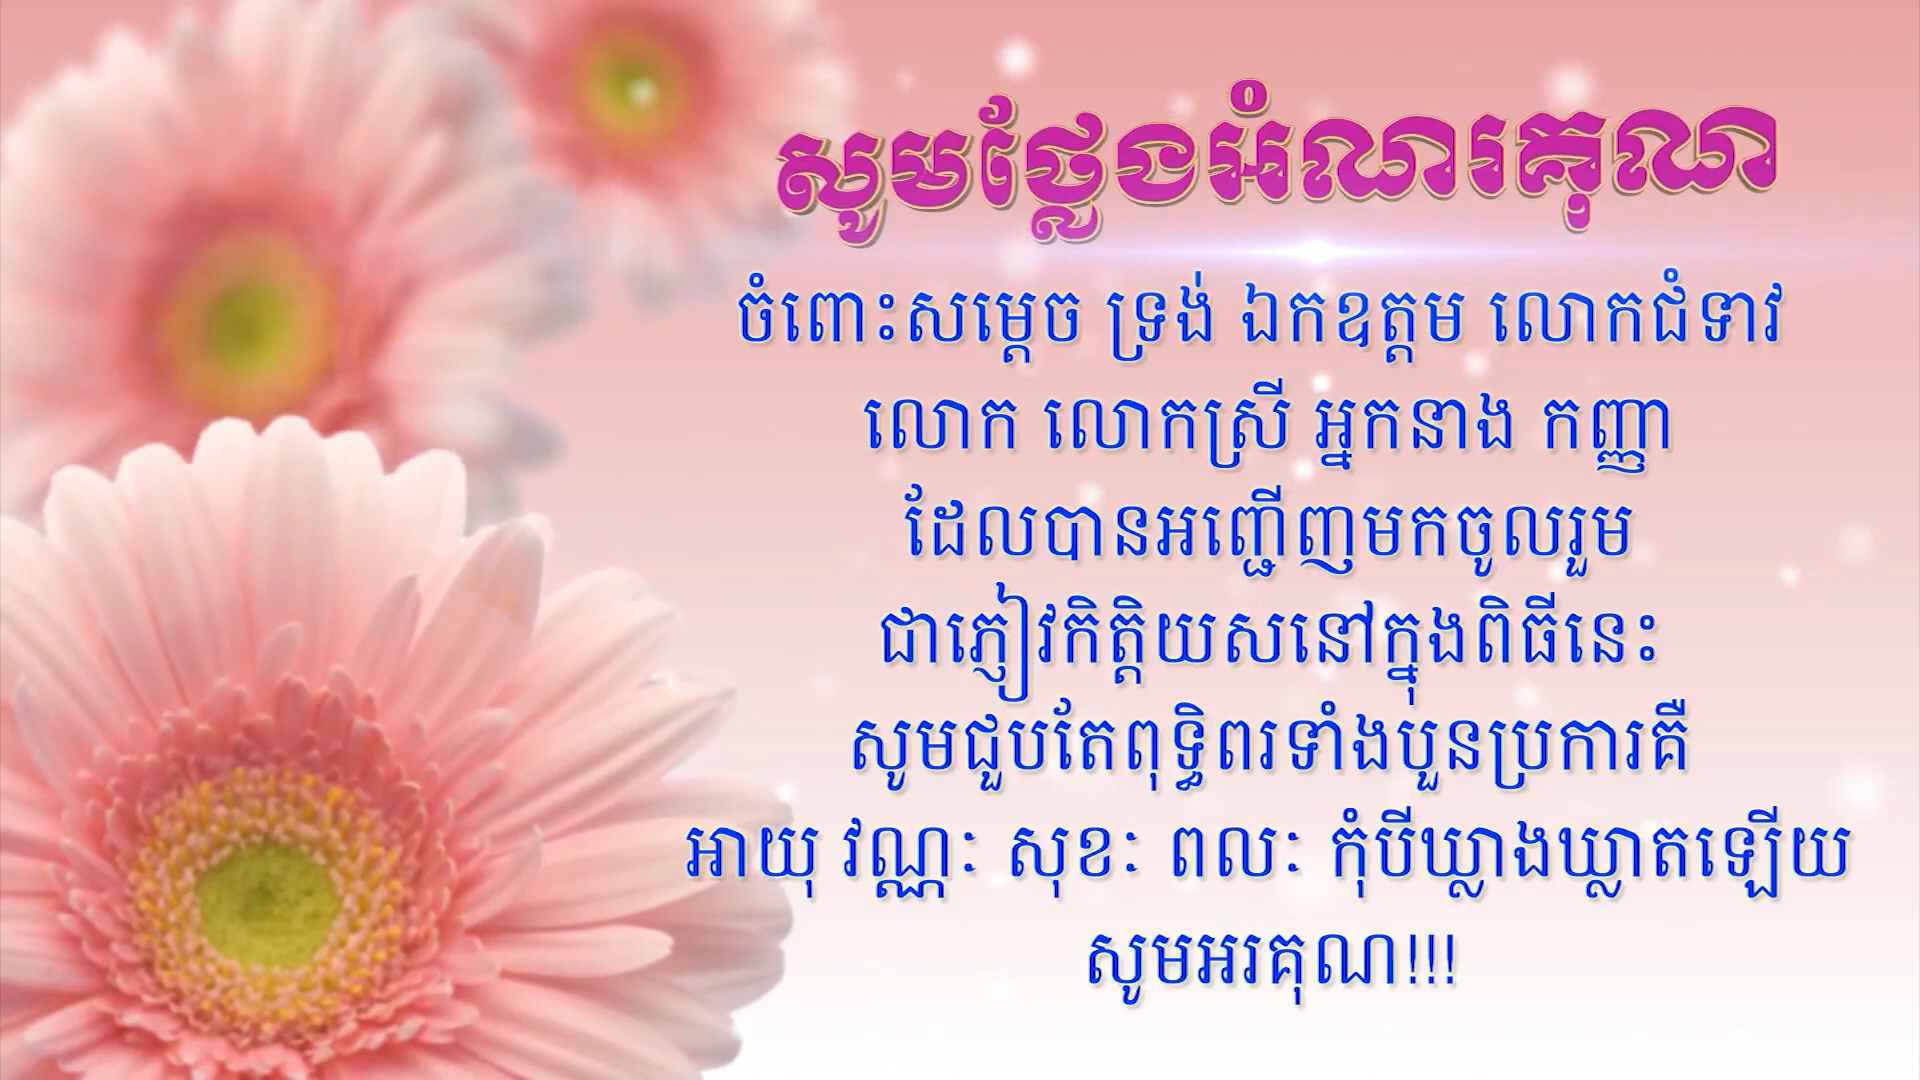 សូមថ្លែងអំណរគុណ
ចំពោះសម្ដេច ទ្រង់ ឯកឧត្តម លោកជំទាវ
លោក លោកស្រី អ្នកនាង កញ្ញា
ដែលបានអញ្ជើញមកចូលរួម
ជាភ្ញៀវកិត្តិយសនៅក្នុងពិធីនេះ
សូមជួបតែពុទ្ធិពរទាំងបួនប្រការគឺ
អាយុ វណ្ណៈ សុខៈ ពលៈ កុំបីឃ្លាងឃ្លាតឡើយ
សូមអរគុណ!!!